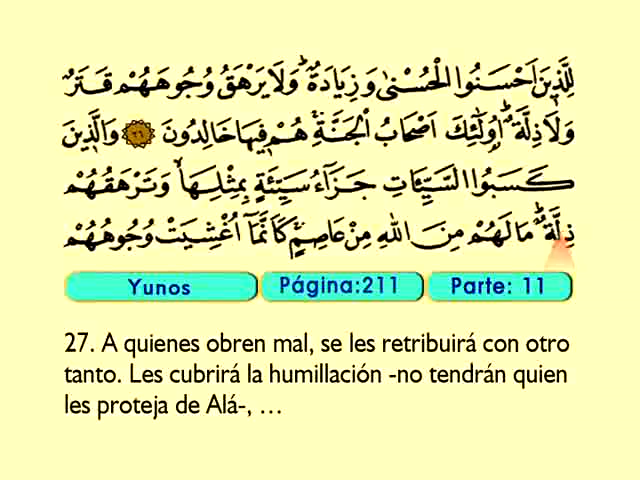 لِلَّذِينَ أَحْسَنُوا الْحُسْنَىٰ وَزِيَادَةٌ ۖ وَلَا يَرْهَقُ وُجُوهَهُمْ قَتَرٌ
وَلَا ذِلَّةٌ ۚ أُولَٰئِكَ أَصْحَابُ الْجَنَّةِ ۖ هُمْ فِيهَا خَالِدُونَ ﴿٢٦﴾ وَالَّذِينَ
كَسَبُوا السَّيِّئَاتِ جَزَاءُ سَيِّئَةٍ بِمِثْلِهَا وَتَرْهَقُهُمْ
ذِلَّةٌ ۖ مَا لَهُمْ مِنَ اللَّهِ مِنْ عَاصِمٍ ۖ كَأَنَّمَا أُغْشِيَتْ وُجُوهُهُمْ
Yunos Página:211 Parte: 11
27. A quienes obren mal, se les retribuirá con otro
tanto. Les cubrirá la humillación -no tendrán quien
les proteja de Alá-, ...